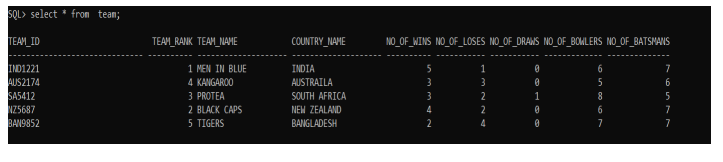 SQL> select * from  team;
TEAM_ID TEAM_RANK TEAM_NAME COUNTRY_NAME NO_OF_WINS NO_OF_LOSES NO_OF_DRAWS NO_OF_BOWLERS NO_OF_BATSMANS
IND1221 1 MEN IN BLUE INDIA 5 1 0 6 7
AUS2174 4 KANGAROO AUSTRAILA 3 3 0 5 6
SA5412 3 PROTEA SOUTH AFRICA 3 2 1 8 5
NZ5687 2 BLACK CAPS NEW ZEALAND 4 2 0 6 7
BAN9852 5 TIGERS BANGLADESH 2 4 0 7 7